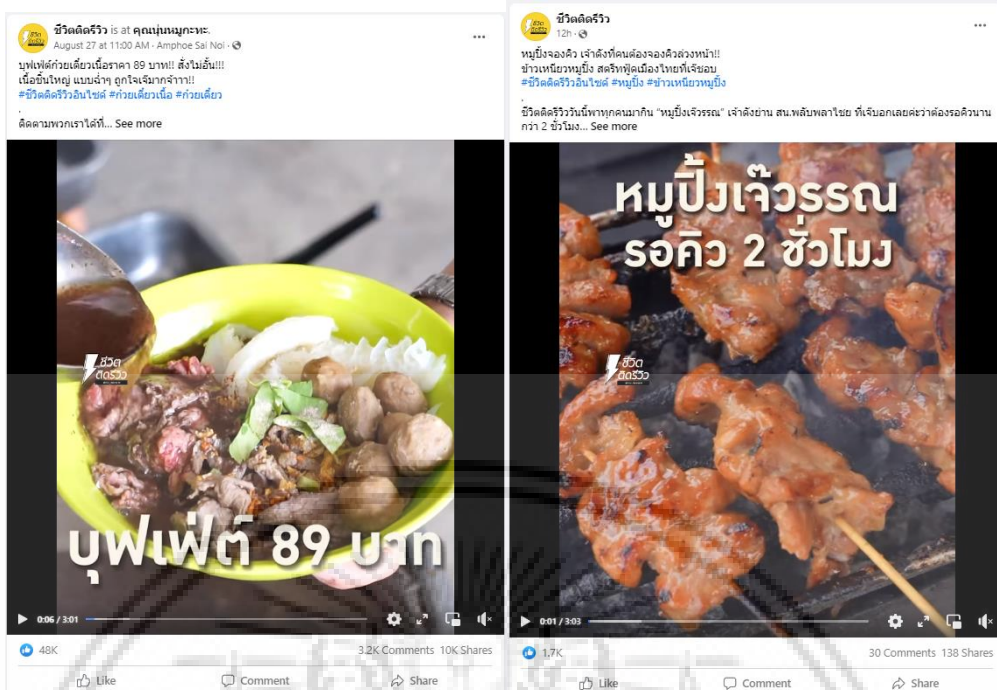 ชีวิตติดรีวิว is at คุณนุ่นหมูกะทะ.
August 27 at 11:00 AM · Amphoe Sai Noi ·
บุฟเฟ่ต์ก๋วยเตี๋ยวเนื้อราคา 89 บาท!! สั่งไม่อั้น!!!
เนื้อชิ้นใหญ่ แบบฉ่ำๆ ถูกใจเจ้มากจ้าาา!!
#ชีวิตติดรีวิวอินไซต์ #ก๋วยเตี๋ยวเนื้อ #ก๋วยเตี๋ยว
.
ติดตามพวกเราได้ที่... See more
ชีวิต
ติดรีวิว
บุฟเฟ่ต์ 89 บาท
0:06 / 3:01
48K
3.2K Comments 10K Shares
Like Comment Share
ชีวิตติดรีวิว
12h ·
หมูปิ้งจองคิว เจ้าดังที่คนต้องจองคิวล่วงหน้า!!
ข้าวเหนียวหมูปิ้ง สตรีทฟู้ดเมืองไทยที่เจ้ชอบ
#ชีวิตติดรีวิวอินไซต์ #หมูปิ้ง #ข้าวเหนียวหมูปิ้ง
.
ชีวิตติดรีวิววันนี้พาทุกคนมากิน "หมูปิ้งเจ๊วรรณ" เจ้าดังย่าน สน.พลับพลาไชย ที่เจ้บอกเลยค่ะว่าต้องรอคิวนาน
กว่า 2 ชั่วโมง... See more
หมูปิ้งเจ๊วรรณ
รอคิว 2 ชั่วโมง
ชีวิต
ติดรีวิว
0:01 / 3:03
1.7K
30 Comments 138 Shares
Like Comment Share